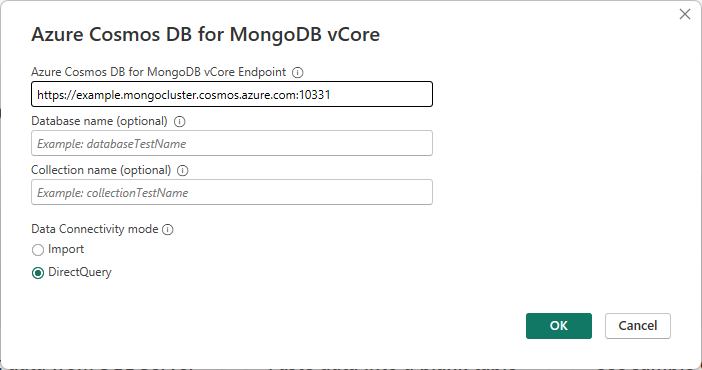 Azure Cosmos DB for MongoDB vCore
Azure Cosmos DB for MongoDB vCore Endpoint
https://example.mongocluster.cosmos.azure.com:10331
Database name (optional)
Example: databaseTestName
Collection name (optional)
Example: collectionTestName
Data Connectivity mode
Import
DirectQuery
OK
Cancel